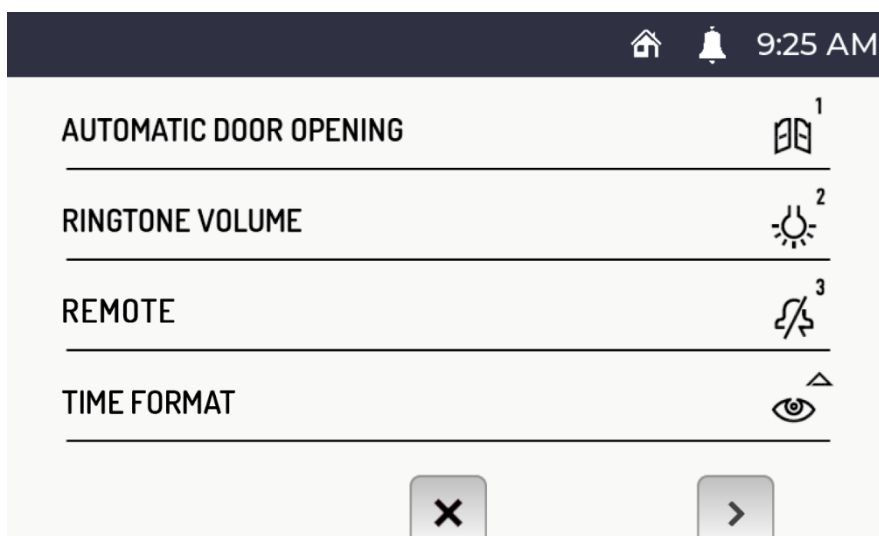 9:25 AM
AUTOMATIC DOOR OPENING 1
RINGTONE VOLUME 2
REMOTE 3
TIME FORMAT